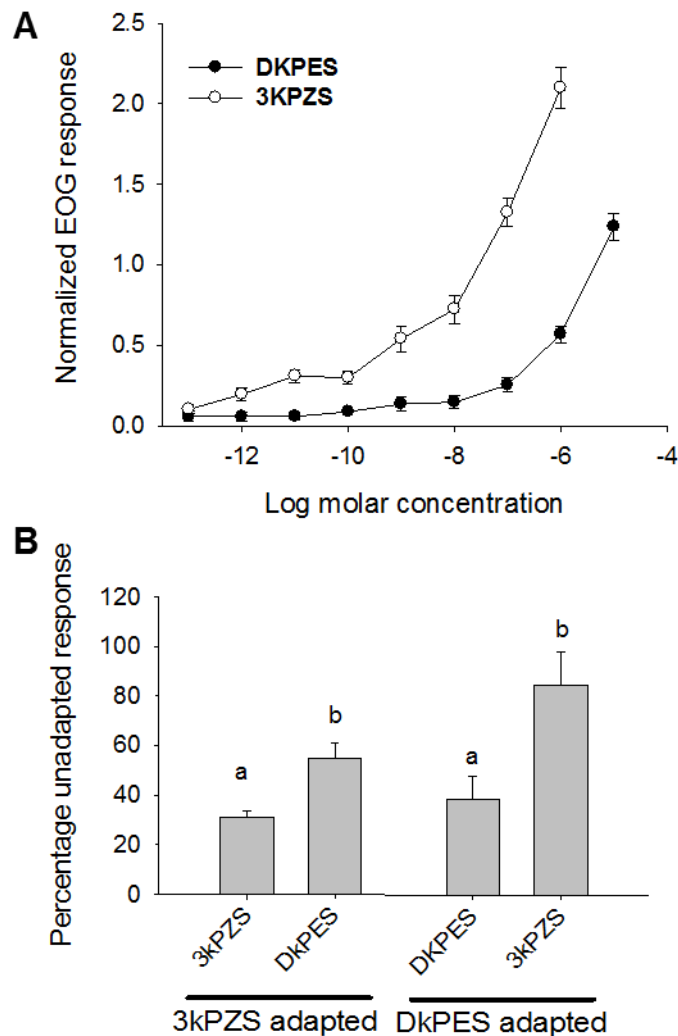 A
Normalized EOG response
2.5
2.0
1.5
1.0
0.5
0.0
DKPES
3KPZS
-12
-10
-8
-6
-4
Log molar concentration
B
Percentage unadapted response
120
100
80
60
40
20
0
a
b
a
b
3kPZS
DkPES
DKPES
3kPZS
3kPZS adapted
DkPES adapted